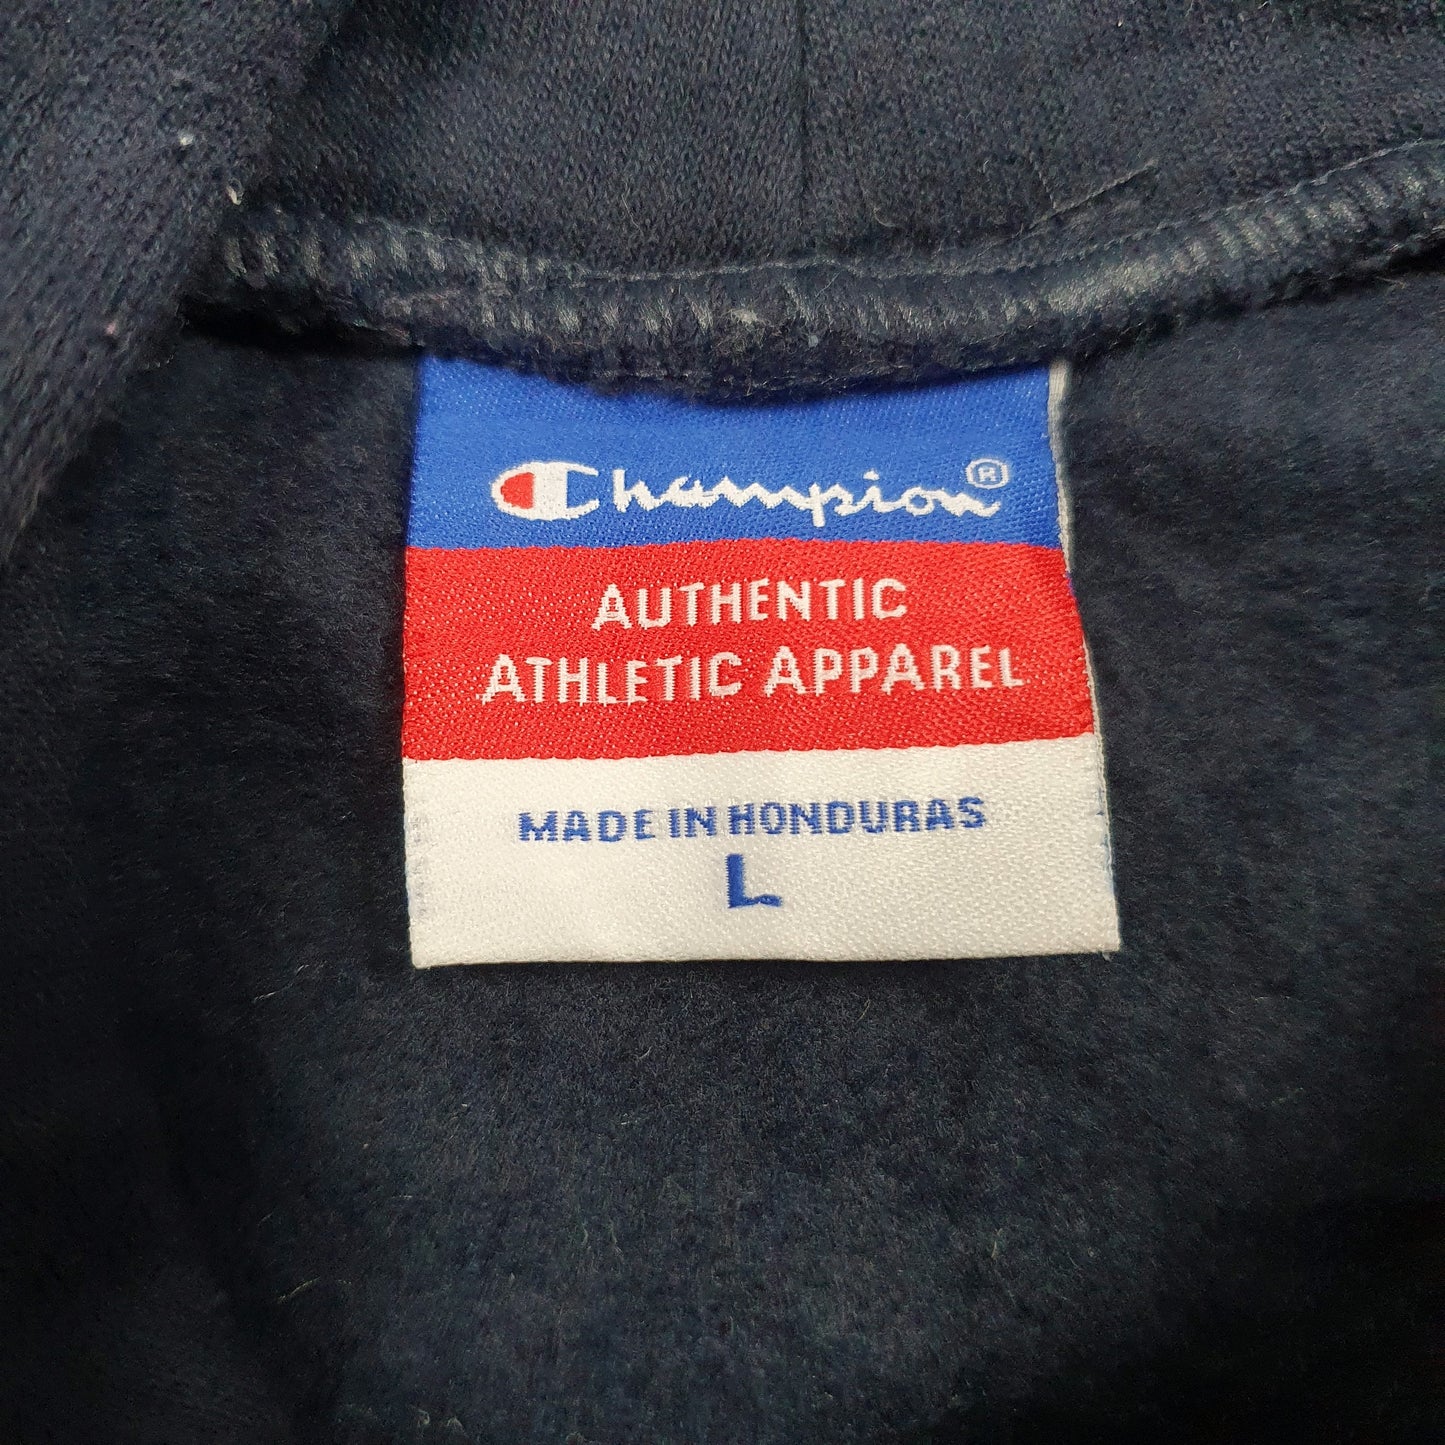 Champion®
AUTHENTIC
ATHLETIC APPAREL
MADE IN HONDURAS
L